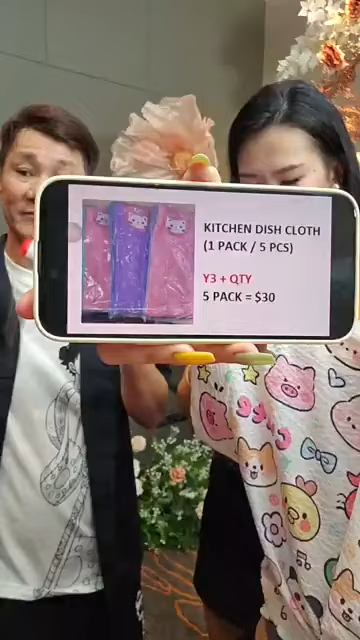 KITCHEN DISH CLOTH
(1 PACK / 5 PCS)
Y3 + QTY
5 PACK = $30